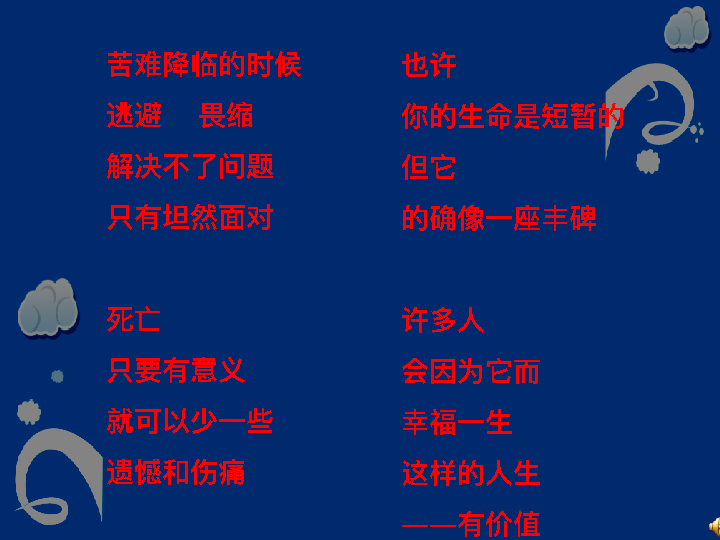 苦难降临的时候
逃避 畏缩
解决不了问题
只有坦然面对
死亡
只要有意义
就可以少一些
遗憾和伤痛
也许
你的生命是短暂的
但它
的确像一座丰碑
许多人
会因为它而
幸福一生
这样的人生
——有价值